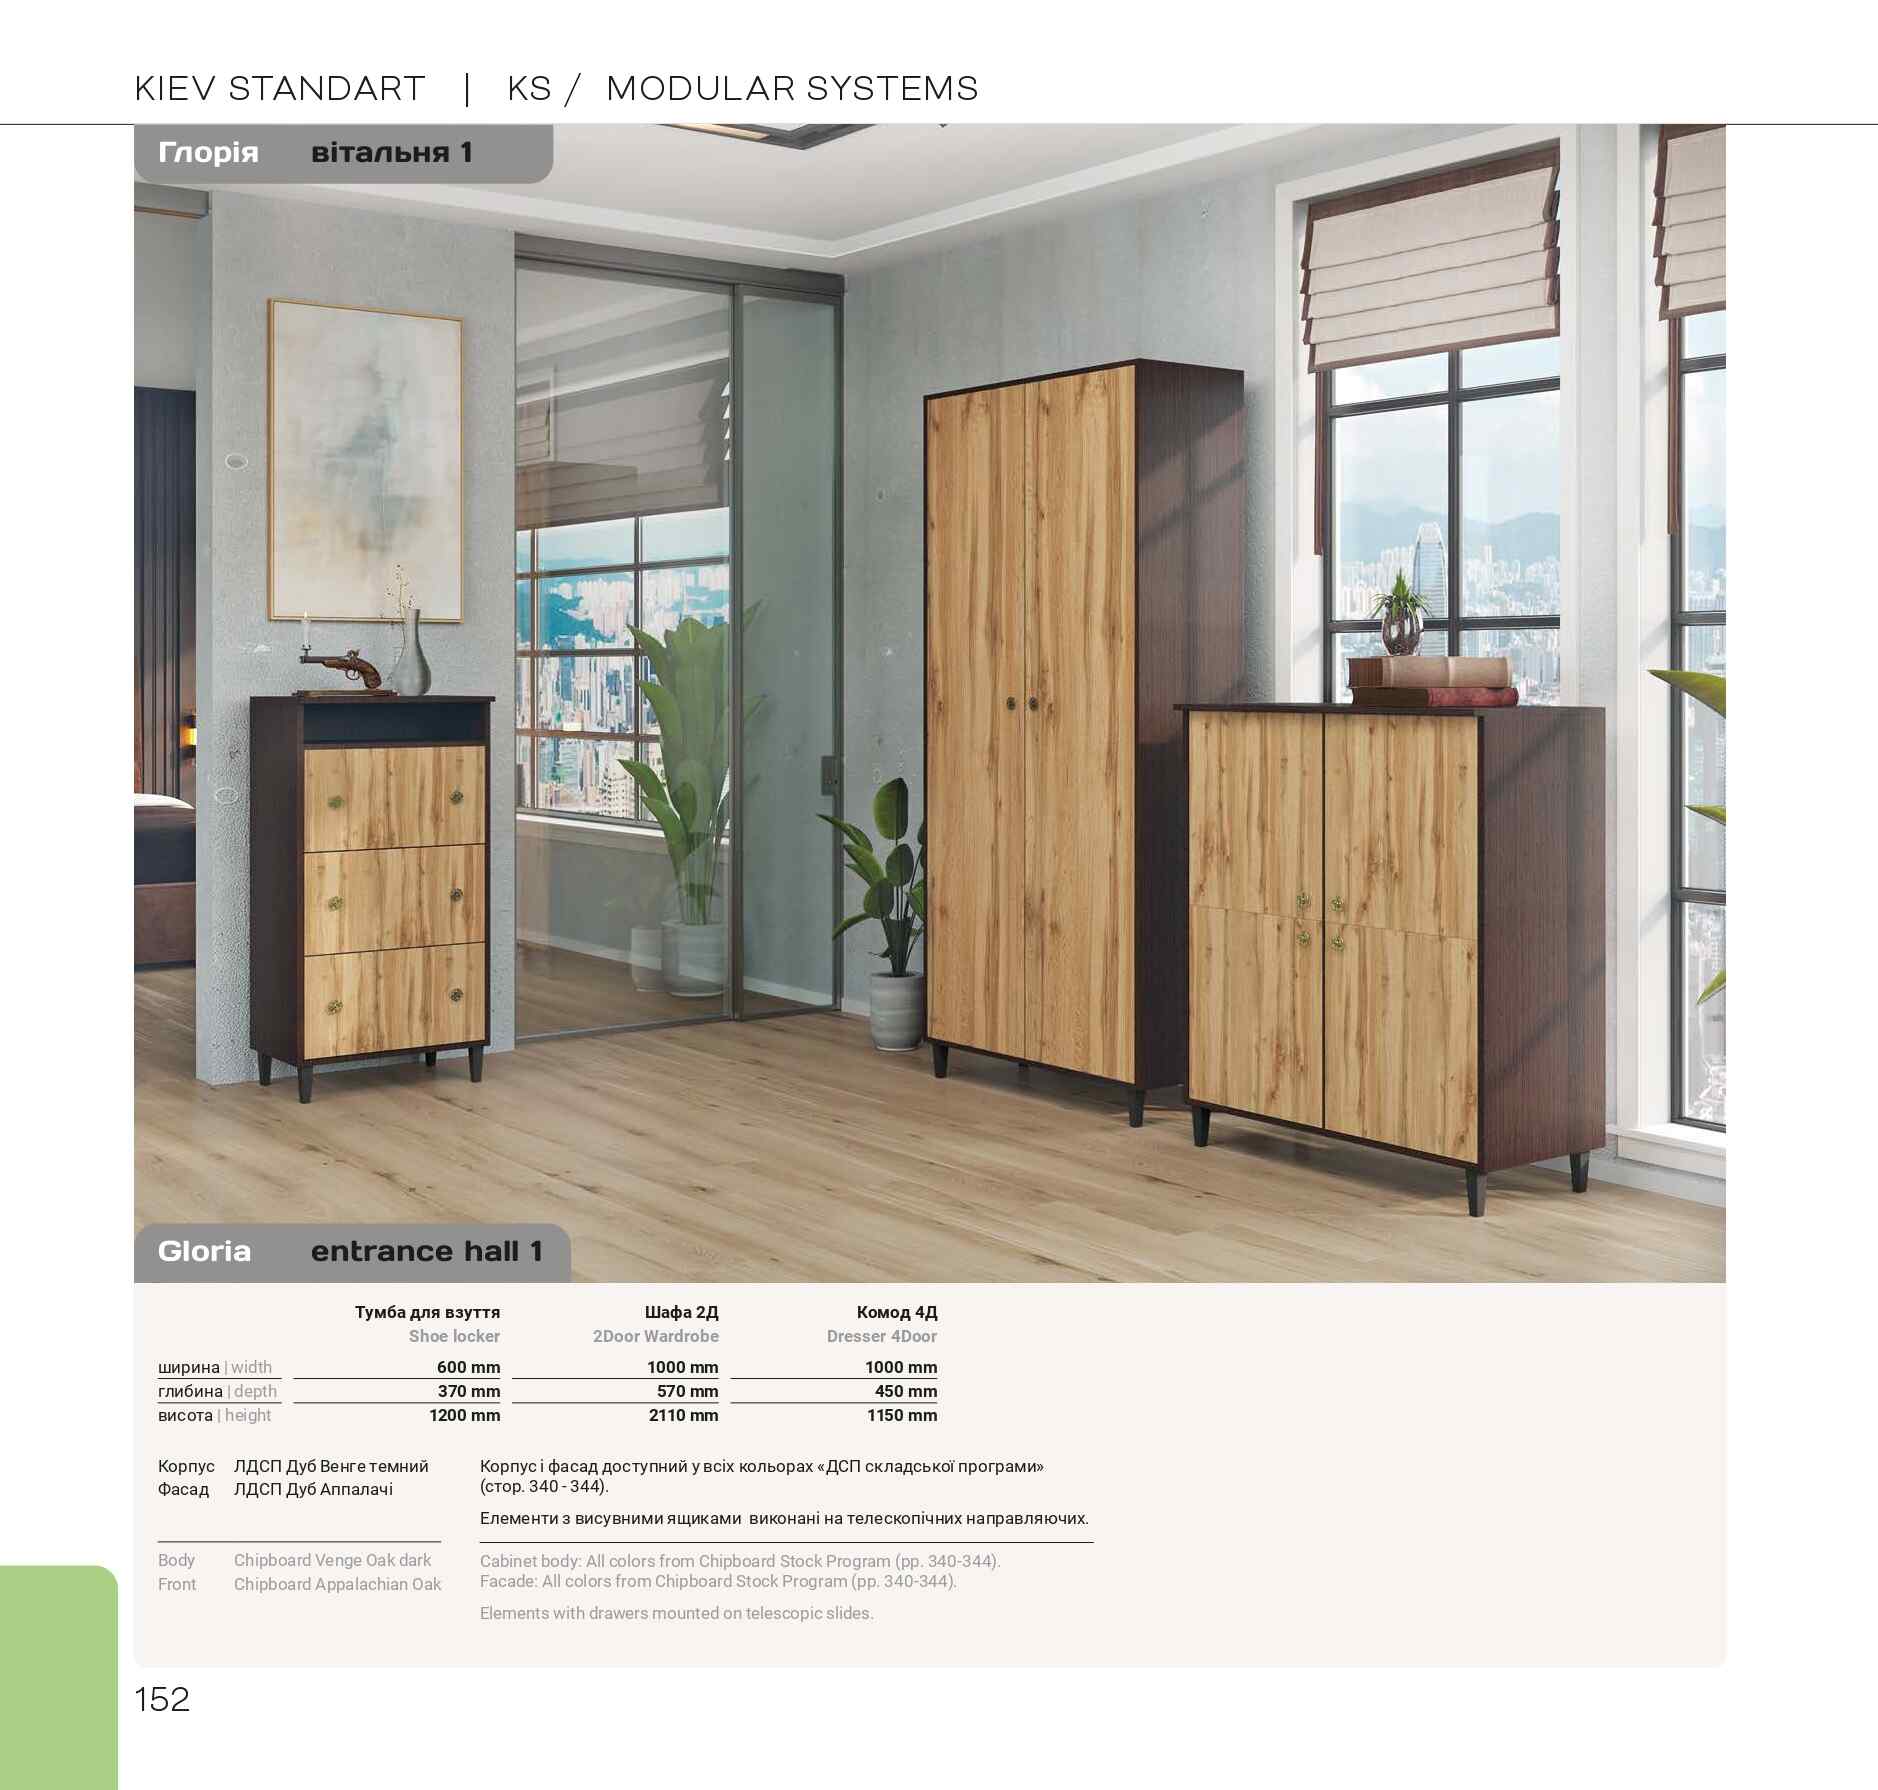 KIEV STANDART | KS / MODULAR SYSTEMS
Глорія вітальня 1
Gloria entrance hall 1
Тумба для взуття Шафа 2Д Комод 4Д
Shoe locker 2Door Wardrobe Dresser 4Door
ширина | width 600 mm 1000 mm 1000 mm
глибина | depth 370 mm 570 mm 450 mm
висота | height 1200 mm 2110 mm 1150 mm
Корпус ЛДСП Дуб Венге темний
Фасад ЛДСП Дуб Аппалачі
Корпус і фасад доступний у всіх кольорах «ДСП складської програми»
(стор. 340 - 344).
Елементи з висувними ящиками виконані на телескопічних направляючих.
Body Chipboard Venge Oak dark
Front Chipboard Appalachian Oak
Cabinet body: All colors from Chipboard Stock Program (pp. 340-344).
Facade: All colors from Chipboard Stock Program (pp. 340-344).
Elements with drawers mounted on telescopic slides.
152